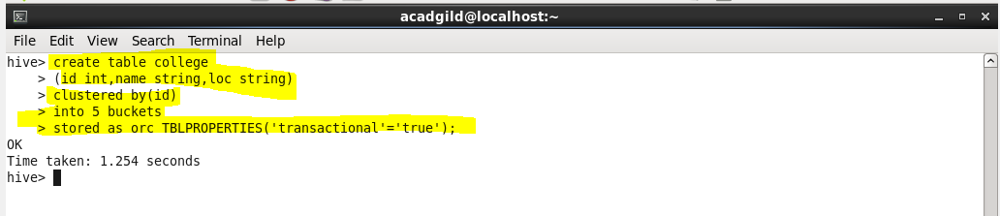 acadgild@localhost:~
File Edit View Search Terminal Help
hive> create table college
    > (id int,name string,loc string)
    > clustered by(id)
    > into 5 buckets
    > stored as orc TBLPROPERTIES('transactional'='true');
OK
Time taken: 1.254 seconds
hive>